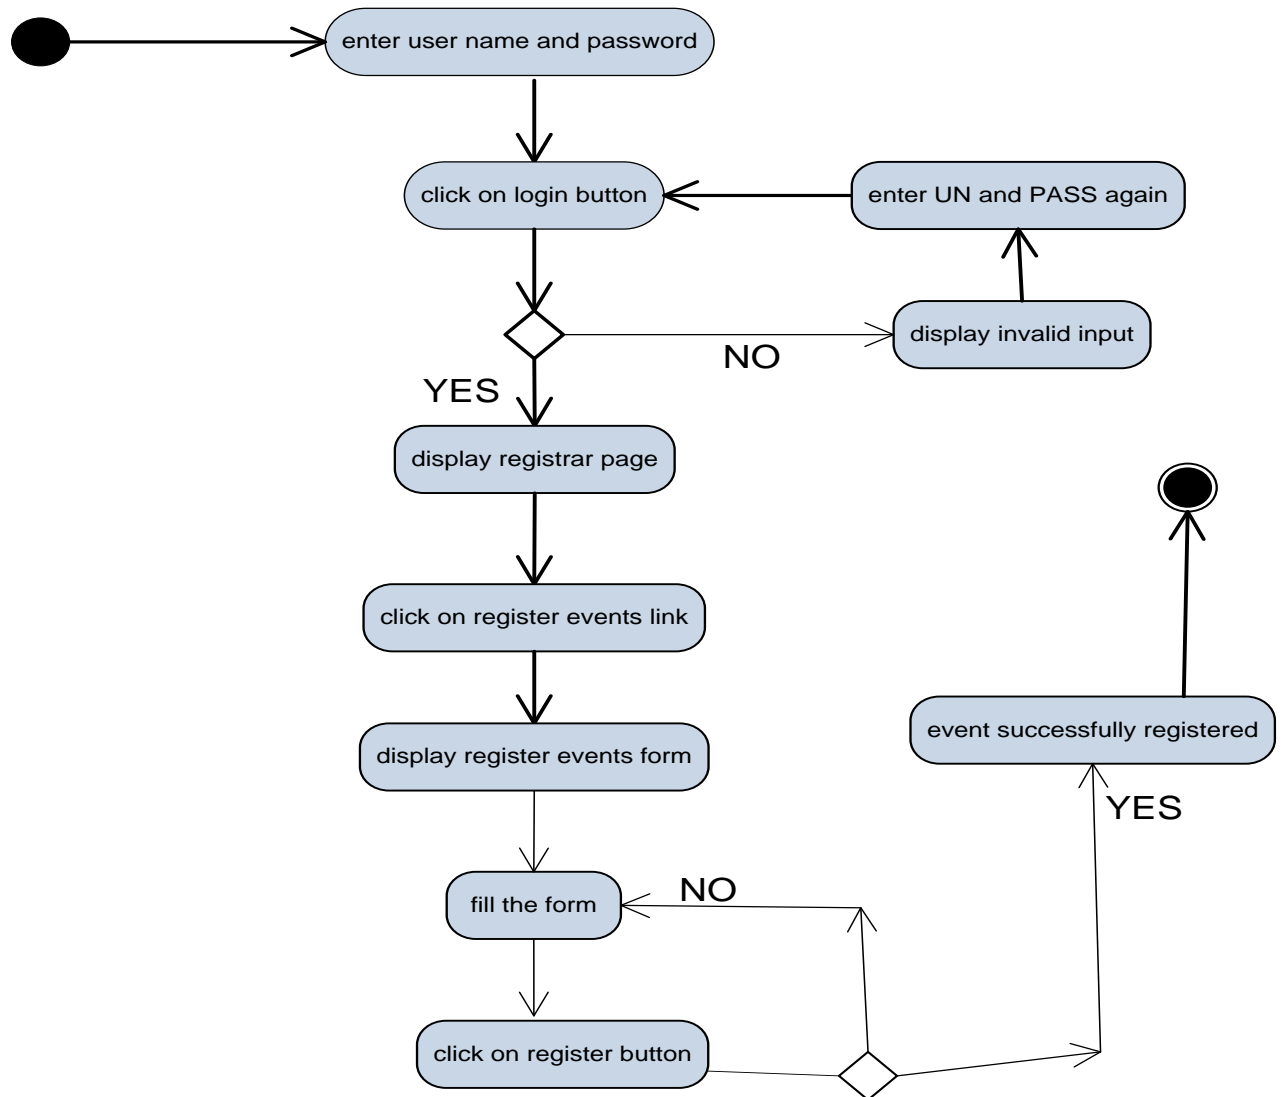 enter user name and password
click on login button
enter UN and PASS again
display invalid input
NO
YES
display registrar page
click on register events link
display register events form
event successfully registered
YES
fill the form
NO
click on register button